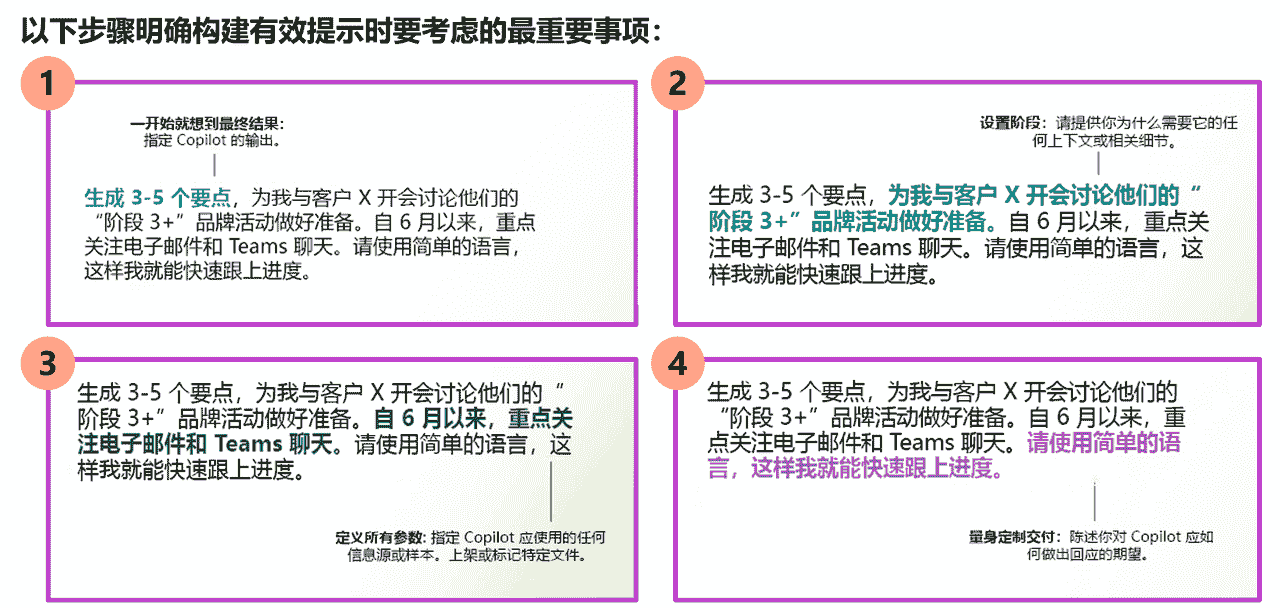 以下步骤明确构建有效提示时要考虑的最重要事项：
1
一开始就想到最终结果：
指定 Copilot 的输出。
生成 3-5 个要点，为我与客户 X 开会讨论他们的
“阶段 3+”品牌活动做好准备。自 6 月以来，重点
关注电子邮件和 Teams 聊天。请使用简单的语言，
这样我就能快速跟上进度。
2
设置阶段：请提供你为什么需要它的任
何上下文或相关细节。
生成 3-5 个要点，为我与客户 X 开会讨论他们的“
阶段 3+”品牌活动做好准备。自 6 月以来，重点关
注电子邮件和 Teams 聊天。请使用简单的语言，这
样我就能快速跟上进度。
3
生成 3-5 个要点，为我与客户 X 开会讨论他们的“
阶段 3+”品牌活动做好准备。自 6 月以来，重点关
注电子邮件和 Teams 聊天。请使用简单的语言，这
样我就能快速跟上进度。
定义所有参数: 指定 Copilot 应使用的任何
信息源或样本。上架或标记特定文件。
4
生成 3-5 个要点，为我与客户 X 开会讨论他们的
“阶段 3+”品牌活动做好准备。自 6 月以来，重
点关注电子邮件和 Teams 聊天。请使用简单的语
言，这样我就能快速跟上进度。
量身定制交付：陈述你对 Copilot 应如
何做出回应的期望。